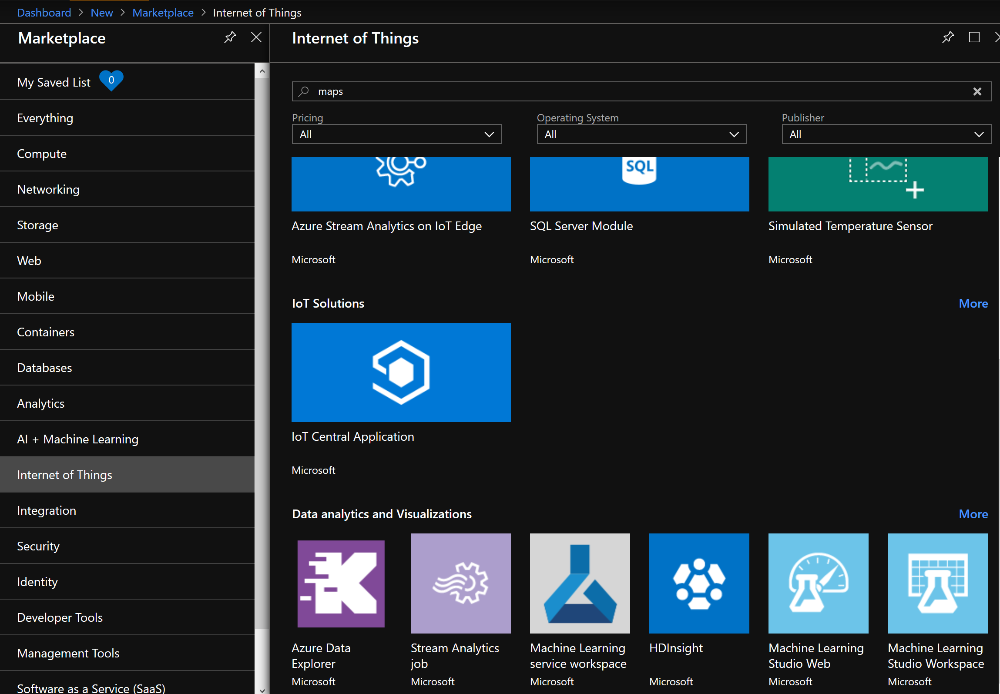 Dashboard > New > Marketplace > Internet of Things
Marketplace
Internet of Things
My Saved List 0
Everything
Compute
Networking
Storage
Web
Mobile
Containers
Databases
Analytics
AI + Machine Learning
Internet of Things
Integration
Security
Identity
Developer Tools
Management Tools
Software as a Service (SaaS)
maps
Pricing
All
Operating System
All
Publisher
All
SQL
Azure Stream Analytics on IoT Edge
Microsoft
SQL Server Module
Microsoft
Simulated Temperature Sensor
Microsoft
IoT Solutions
More
IoT Central Application
Microsoft
Data analytics and Visualizations
More
K
Azure Data
Explorer
Microsoft
Stream Analytics
job
Microsoft
Machine Learning
service workspace
Microsoft
HDInsight
Microsoft
Machine Learning
Studio Web
Microsoft
Machine Learning
Studio Workspace
Microsoft